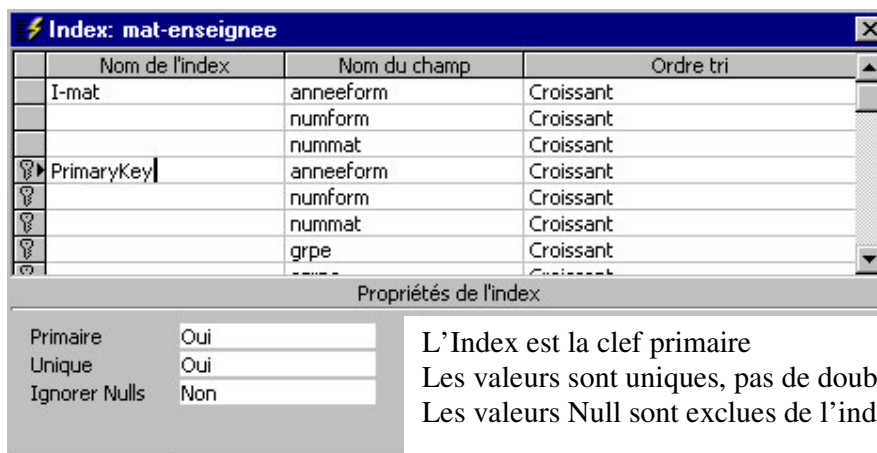 Index: mat-enseignee
Nom de l'index Nom du champ Ordre tri
I-mat anneeform Croissant
numform Croissant
nummat Croissant
PrimaryKey anneeform Croissant
numform Croissant
nummat Croissant
grpe Croissant
Propriétés de l'index
Primaire Oui
Unique Oui
Ignorer Nulls Non
L'Index est la clef primaire
Les valeurs sont uniques, pas de doub
Les valeurs Null sont exclues de l'ind